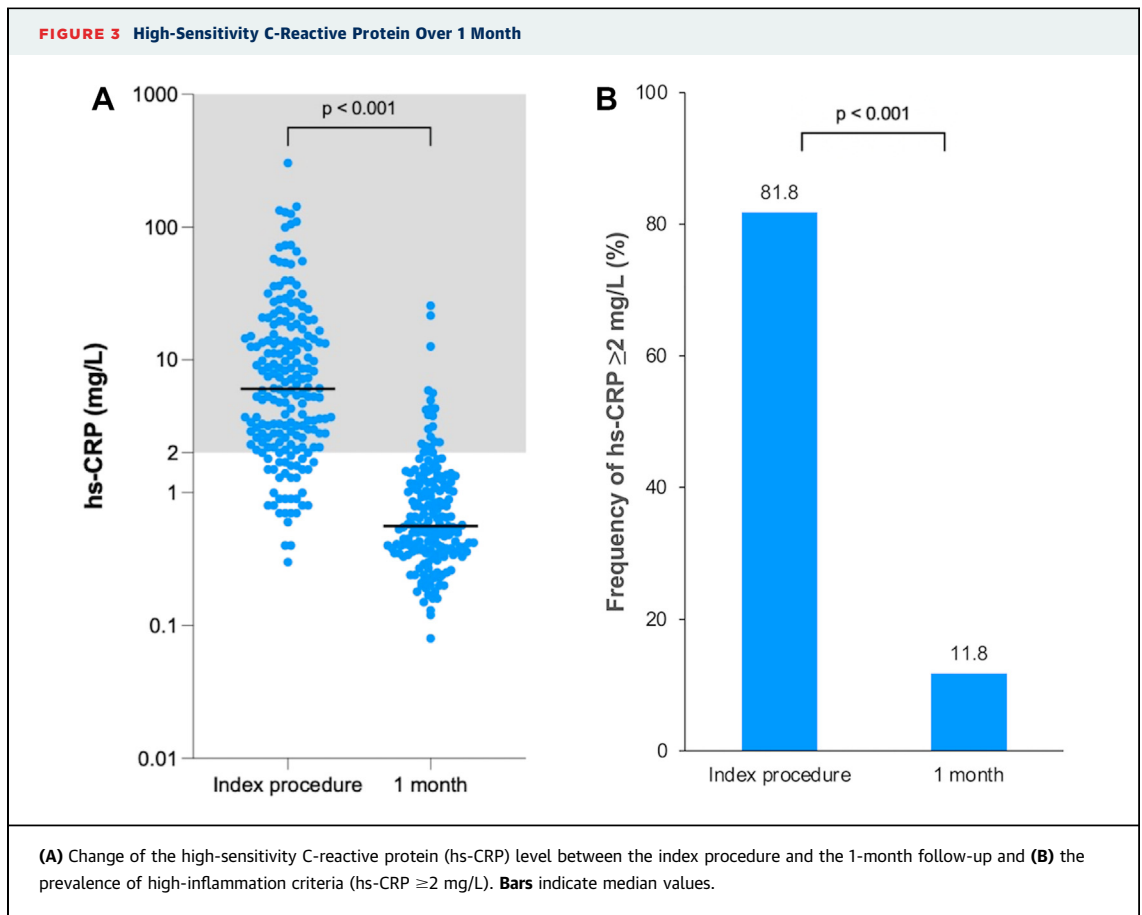 FIGURE 3 High-Sensitivity C-Reactive Protein Over 1 Month
A
hs-CRP (mg/L)
1000
100
10
2
1
0.1
0.01
p < 0.001
Index procedure
1 month
B
Frequency of hs-CRP ≥2 mg/L (%)
100
80
60
40
20
0
p < 0.001
81.8
11.8
Index procedure
1 month
(A) Change of the high-sensitivity C-reactive protein (hs-CRP) level between the index procedure and the 1-month follow-up and (B) the
prevalence of high-inflammation criteria (hs-CRP ≥2 mg/L). Bars indicate median values.